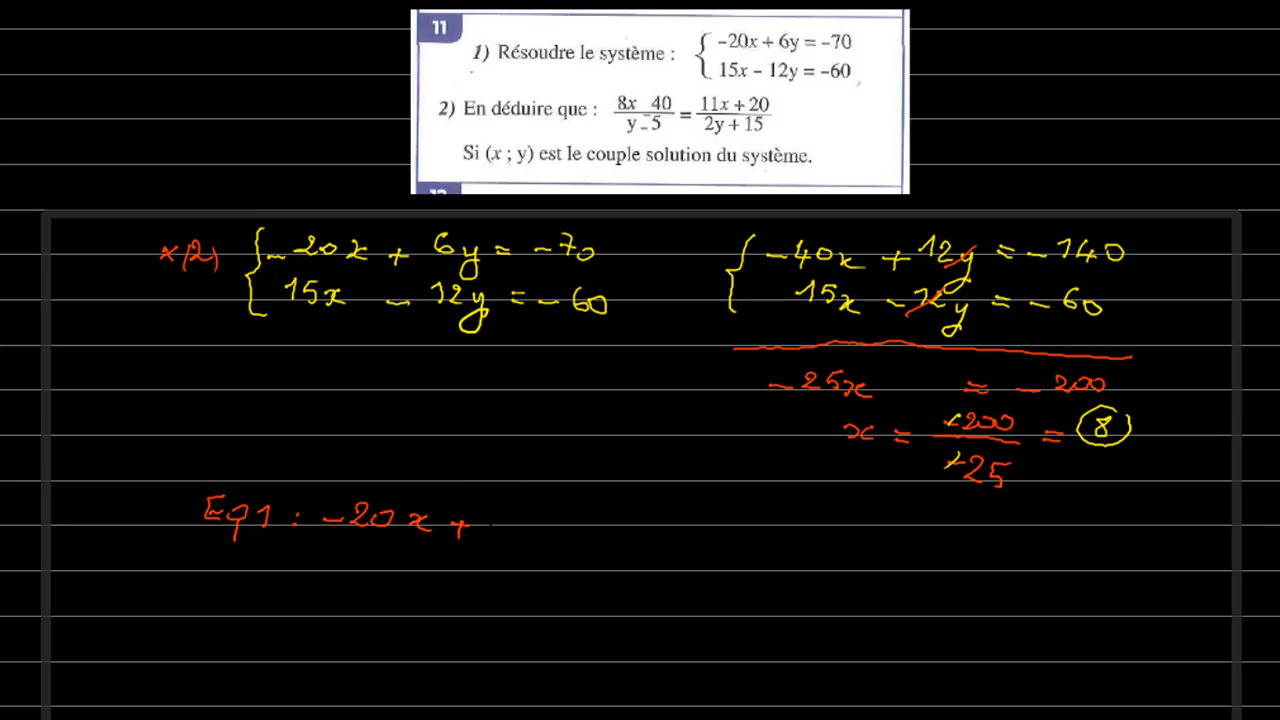 11
1) Résoudre le système : { -20x + 6y = -70
15x - 12y = -60
2) En déduire que : 8x_40 / y_-5 = 11x + 20 / 2y + 15
Si (x ; y) est le couple solution du système.
x(2) { -20x + 6y = -70
15x - 12y = -60
{ -40x + 12y = -140
15x - 12y = -60
-25x = -200
x = -200 / -25 = 8
Eq1 : -20x +